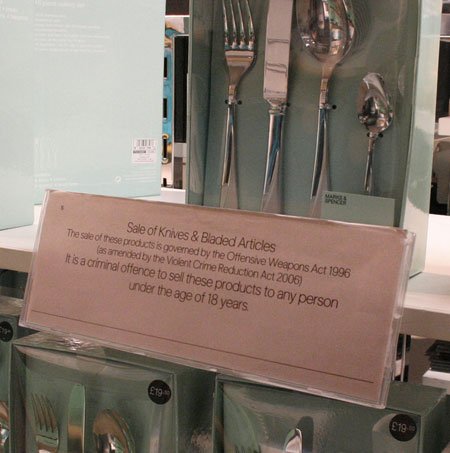 MARKS &
SPENCER
Sale of Knives & Bladed Articles
The sale of these products is governed by the Offensive Weapons Act 1996
(as amended by the Violent Crime Reduction Act 2006)
It is a criminal offence to sell these products to any person
under the age of 18 years.
£19
£19
£19